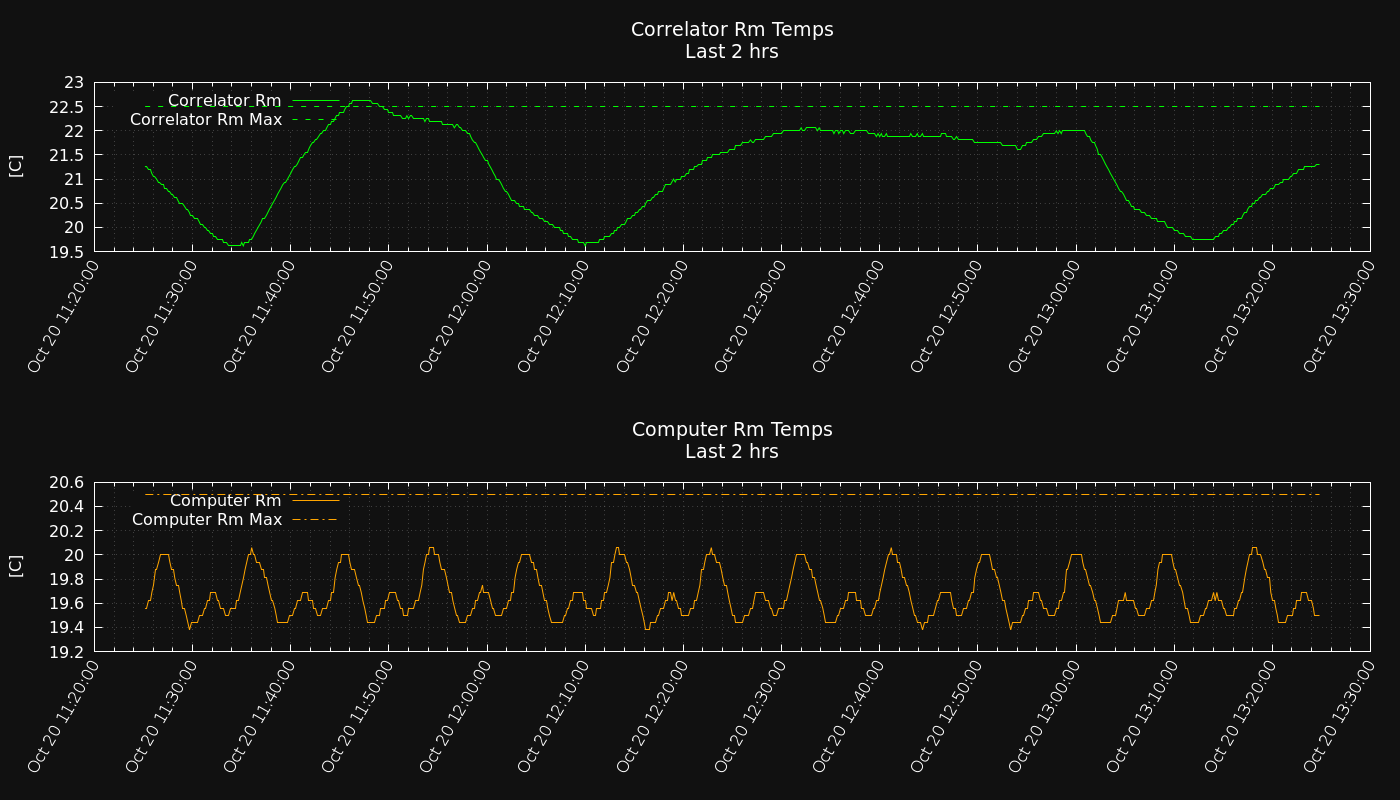 Correlator Rm Temps
Last 2 hrs
[C]
23
22.5
22
21.5
21
20.5
20
19.5
Correlator Rm
Correlator Rm Max
Oct 20 11:20:00
Oct 20 11:30:00
Oct 20 11:40:00
Oct 20 11:50:00
Oct 20 12:00:00
Oct 20 12:10:00
Oct 20 12:20:00
Oct 20 12:30:00
Oct 20 12:40:00
Oct 20 12:50:00
Oct 20 13:00:00
Oct 20 13:10:00
Oct 20 13:20:00
Oct 20 13:30:00
Computer Rm Temps
Last 2 hrs
[C]
20.6
20.4
20.2
20
19.8
19.6
19.4
19.2
Computer Rm
Computer Rm Max
Oct 20 11:20:00
Oct 20 11:30:00
Oct 20 11:40:00
Oct 20 11:50:00
Oct 20 12:00:00
Oct 20 12:10:00
Oct 20 12:20:00
Oct 20 12:30:00
Oct 20 12:40:00
Oct 20 12:50:00
Oct 20 13:00:00
Oct 20 13:10:00
Oct 20 13:20:00
Oct 20 13:30:00